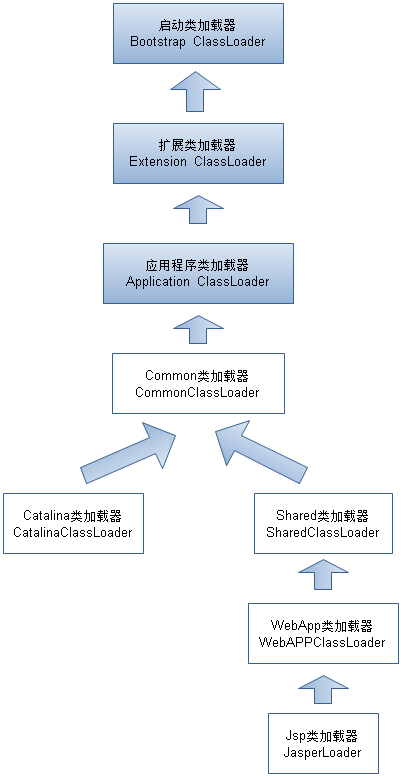 启动类加载器
Bootstrap ClassLoader
扩展类加载器
Extension ClassLoader
应用程序类加载器
Application ClassLoader
Common类加载器
CommonClassLoader
Catalina类加载器
CatalinaClassLoader
Shared类加载器
SharedClassLoader
WebApp类加载器
WebAPPClassLoader
Jsp类加载器
JasperLoader